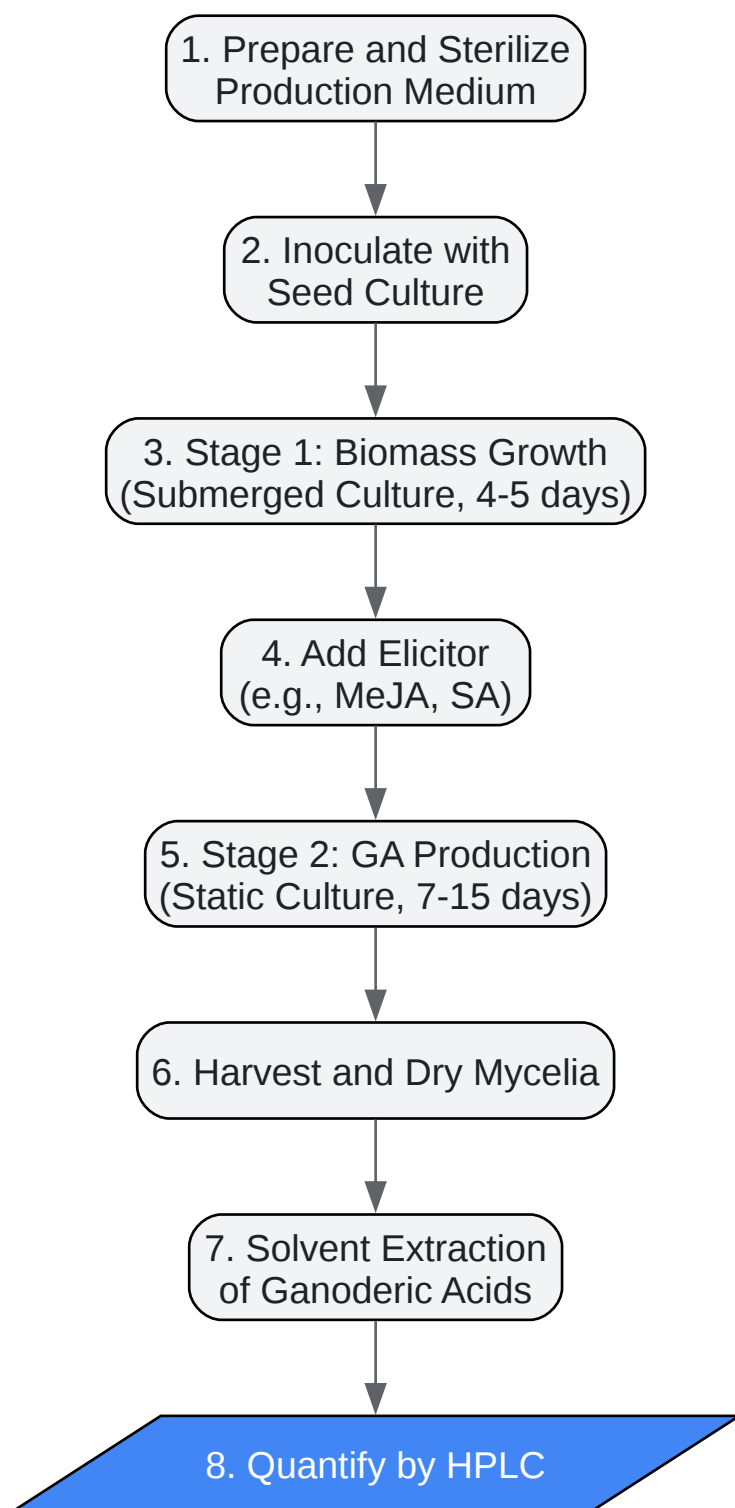 1. Prepare and Sterilize
Production Medium
2. Inoculate with
Seed Culture
3. Stage 1: Biomass Growth
(Submerged Culture, 4-5 days)
4. Add Elicitor
(e.g., MeJA, SA)
5. Stage 2: GA Production
(Static Culture, 7-15 days)
6. Harvest and Dry Mycelia
7. Solvent Extraction
of Ganoderic Acids
8. Quantify by HPLC